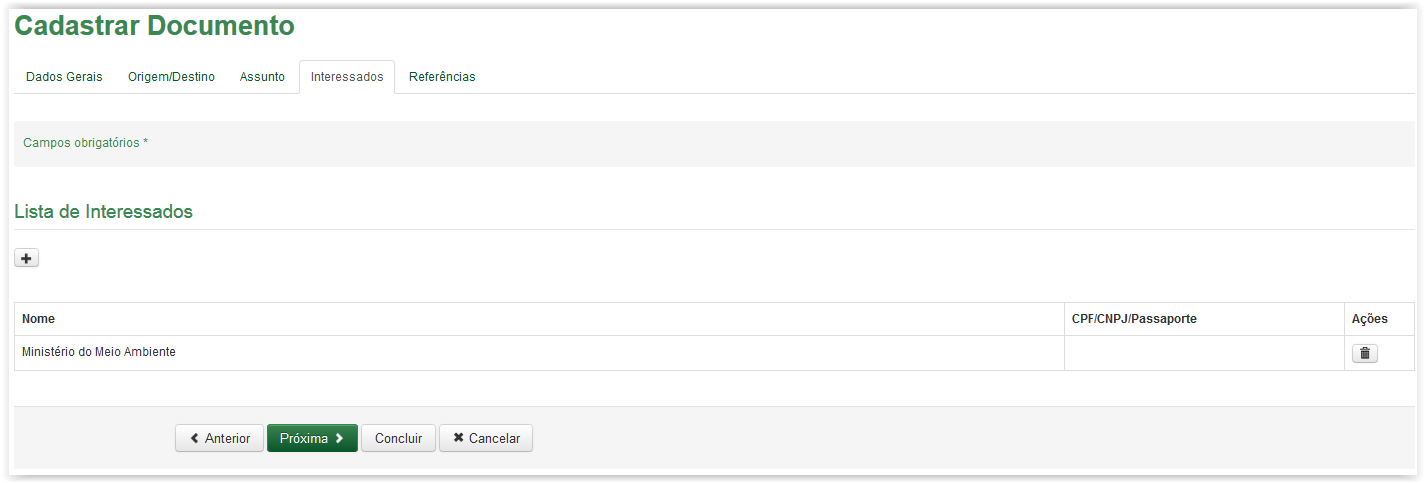 Cadastrar Documento
Dados Gerais Origem/Destino Assunto Interessados Referências
Campos obrigatórios *
Lista de Interessados
Nome CPF/CNPJ/Passaporte Ações
Ministério do Meio Ambiente
Anterior Próxima Concluir Cancelar